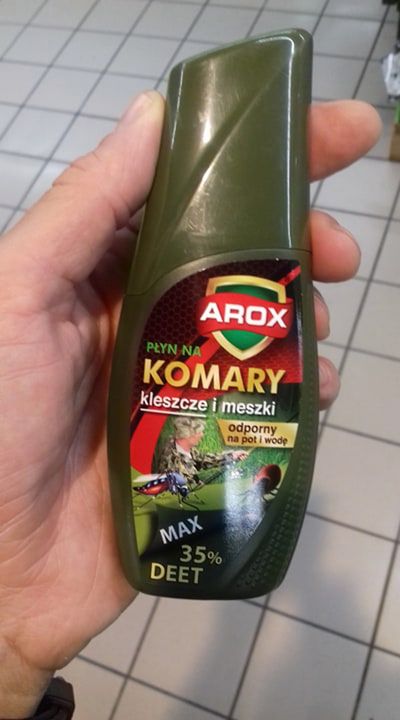 AROX
PŁYN NA
KOMARY
kleszcze i meszki
odporny
na pot i wodę
MAX
35%
DEET